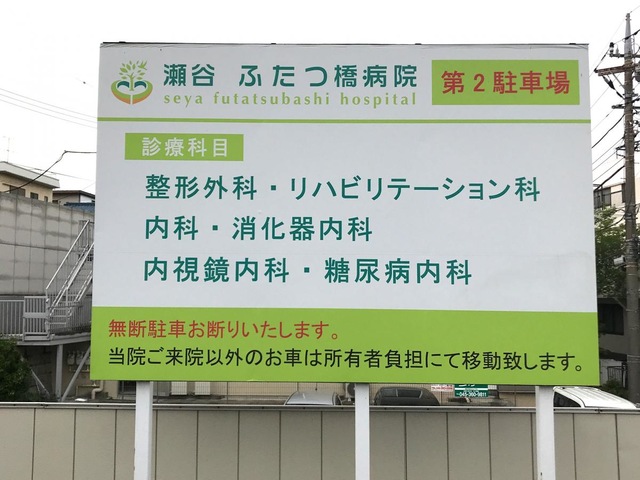 瀬谷 ふたつ橋病院
seya futatsubashi hospital
第2駐車場
診療科目
整形外科・リハビリテーション科
内科・消化器内科
内視鏡内科・糖尿病内科
無断駐車お断りいたします。
当院ご来院以外のお車は所有者負担にて移動致します。